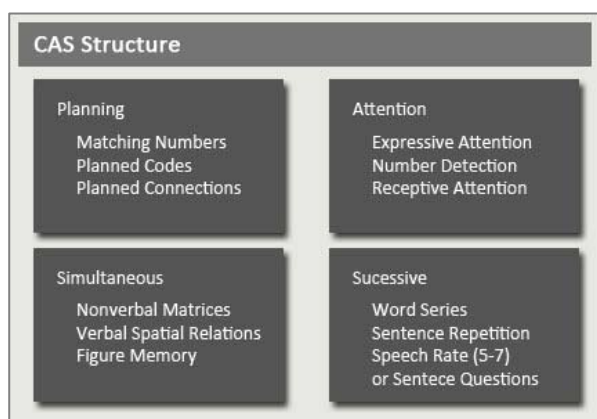 CAS Structure
Planning
Matching Numbers
Planned Codes
Planned Connections
Attention
Expressive Attention
Number Detection
Receptive Attention
Simultaneous
Nonverbal Matrices
Verbal Spatial Relations
Figure Memory
Sucessive
Word Series
Sentence Repetition
Speech Rate (5-7)
or Sentece Questions